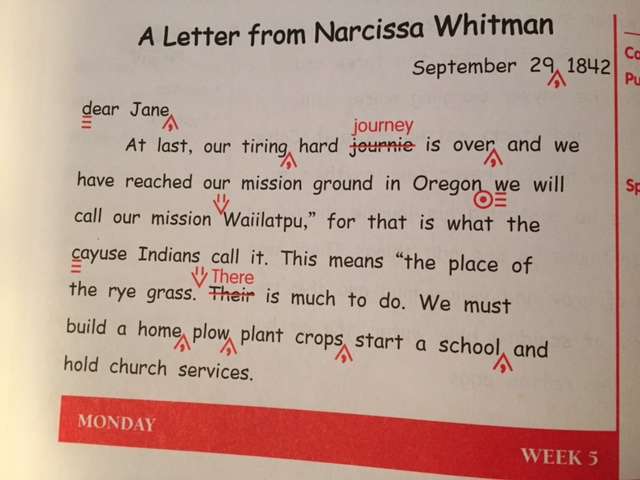 A Letter from Narcissa Whitman
September 29, 1842
dear Jane,
journey
At last, our tiring, hard journie is over, and we
have reached our mission ground in Oregon. we will
call our mission “Waiilatpu,” for that is what the
cayuse Indians call it. This means “the place of
There
the rye grass.” Their is much to do. We must
build a home, plow, plant crops, start a school, and
hold church services.
MONDAY
WEEK 5